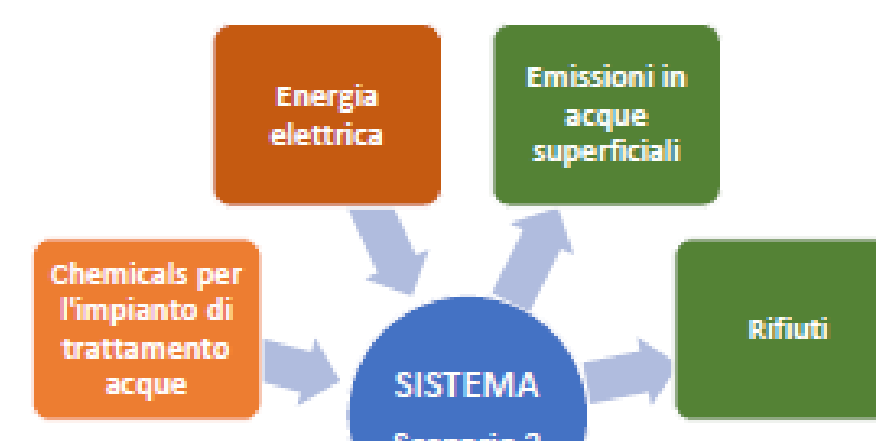 Energia
elettrica
Emissioni in
acque
superficiali
Chemicals per
l'impianto di
trattamento
acque
SISTEMA
Rifiuti